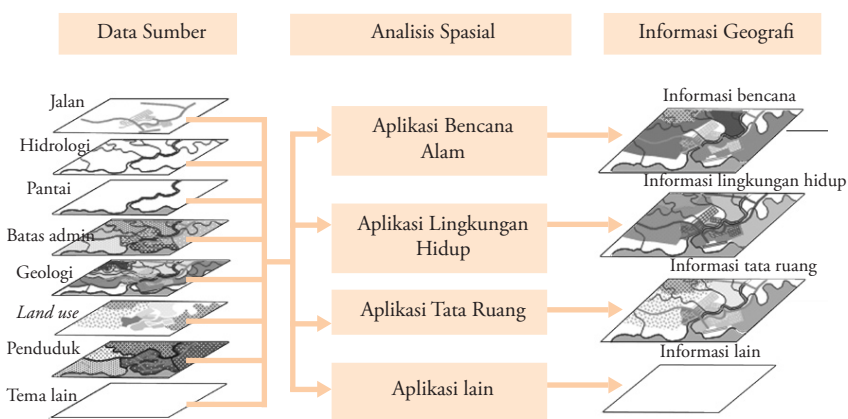 Data Sumber
Analisis Spasial
Informasi Geografi
Jalan
Hidrologi
Pantai
Batas admin
Geologi
Land use
Penduduk
Tema lain
Aplikasi Bencana
Alam
Aplikasi Lingkungan
Hidup
Aplikasi Tata Ruang
Aplikasi lain
Informasi bencana
Informasi lingkungan hidup
Informasi tata ruang
Informasi lain